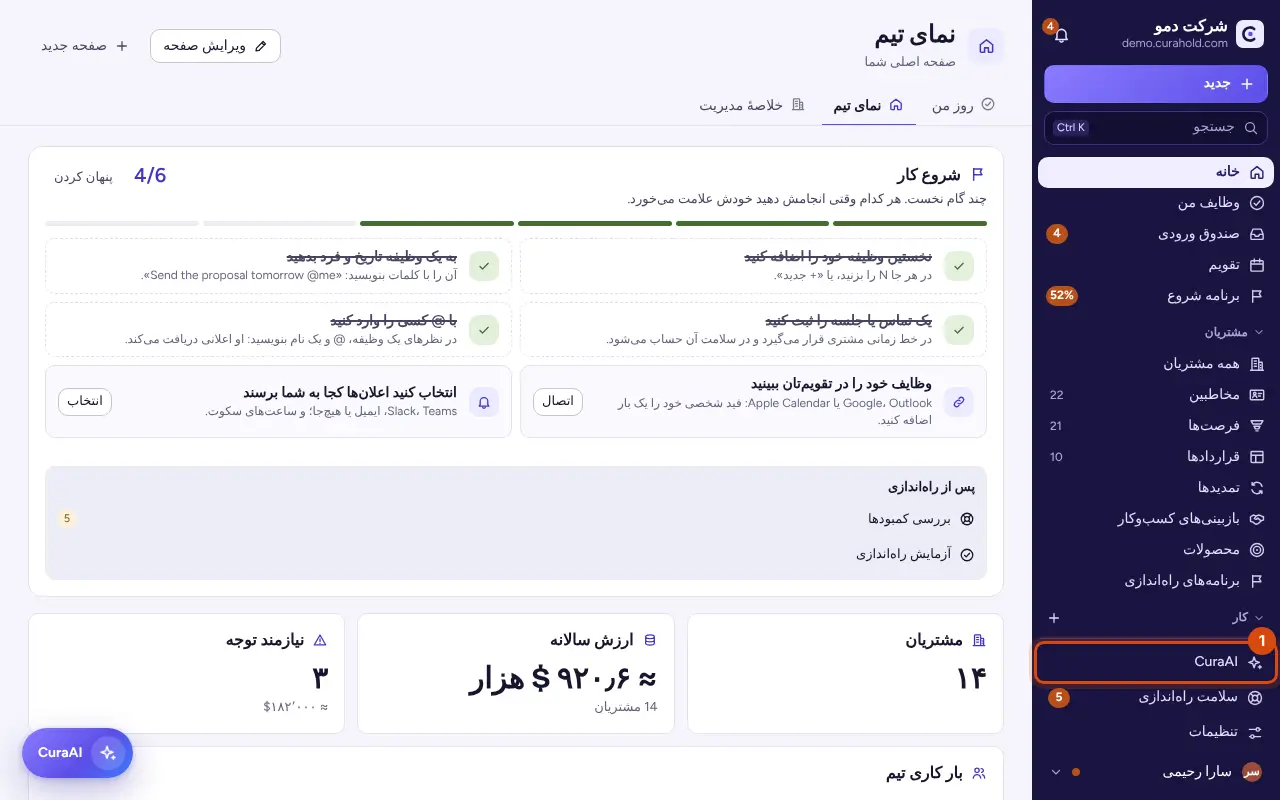 شرکت دمو
demo.curahold.com
4
جدید
جستجو
Ctrl K
خانه
وظایف من
صندوق ورودی
4
تقویم
برنامه شروع
52%
مشتریان
همه مشتریان
مخاطبین
22
فرصت‌ها
21
قراردادها
10
تمدیدها
بازبینی‌های کسب‌وکار
محصولات
برنامه‌های راه‌اندازی
کار
1
CuraAI
سلامت راه‌اندازی
5
تنظیمات
سر
سارا رحیمی
نمای تیم
صفحه اصلی شما
ویرایش صفحه
صفحه جدید
روز من
نمای تیم
خلاصهٔ مدیریت
شروع کار
4/6
پنهان کردن
چند گام نخست. هر کدام وقتی انجامش دهید خودش علامت می‌خورد.
نخستین وظیفه خود را اضافه کنید
در هر جا N را بزنید، یا «+ جدید».
به یک وظیفه تاریخ و فرد بدهید
آن را با کلمات بنویسید: «Send the proposal tomorrow @me».
یک تماس یا جلسه را ثبت کنید
در خط زمانی مشتری قرار می‌گیرد و در سلامت آن حساب می‌شود.
با @ کسی را وارد کنید
در نظرهای یک وظیفه، @ و یک نام بنویسید: او اعلانی دریافت می‌کند.
وظایف خود را در تقویم‌تان ببینید
Google، Outlook یا Apple Calendar: فید شخصی خود را یک بار
اضافه کنید.
اتصال
انتخاب کنید اعلان‌ها کجا به شما برسند
Slack، Teams، ایمیل یا هیچ‌جا؛ و ساعت‌های سکوت.
انتخاب
پس از راه‌اندازی
بررسی کمبودها
5
آزمایش راه‌اندازی
مشتریان
۱۴
ارزش سالانه
≈ ۹۲۰٫۶ $ هزار
14 مشتریان
نیازمند توجه
۳
≈ ۱۸۲٬۰۰۰$
بار کاری تیم
CuraAI